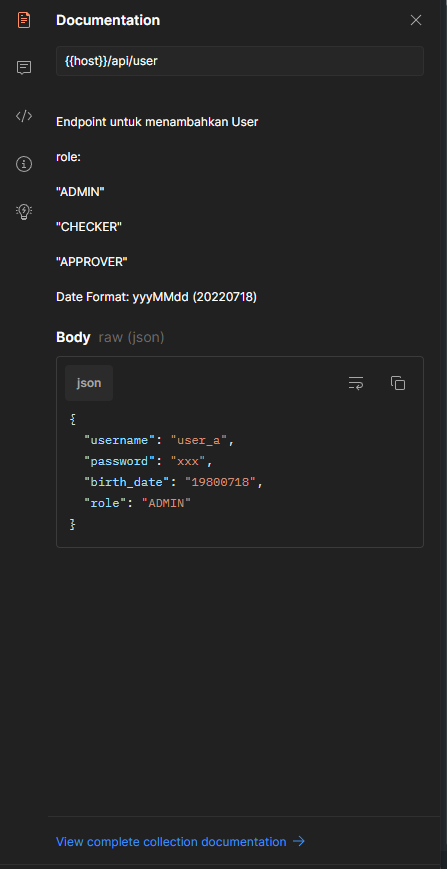 Documentation
{{host}}/api/user
Endpoint untuk menambahkan User
role:
"ADMIN"
"CHECKER"
"APPROVER"
Date Format: yyyMMdd (20220718)
Body raw (json)
json
{
"username": "user_a",
"password": "xxx",
"birth_date": "19800718",
"role": "ADMIN"
}
View complete collection documentation →